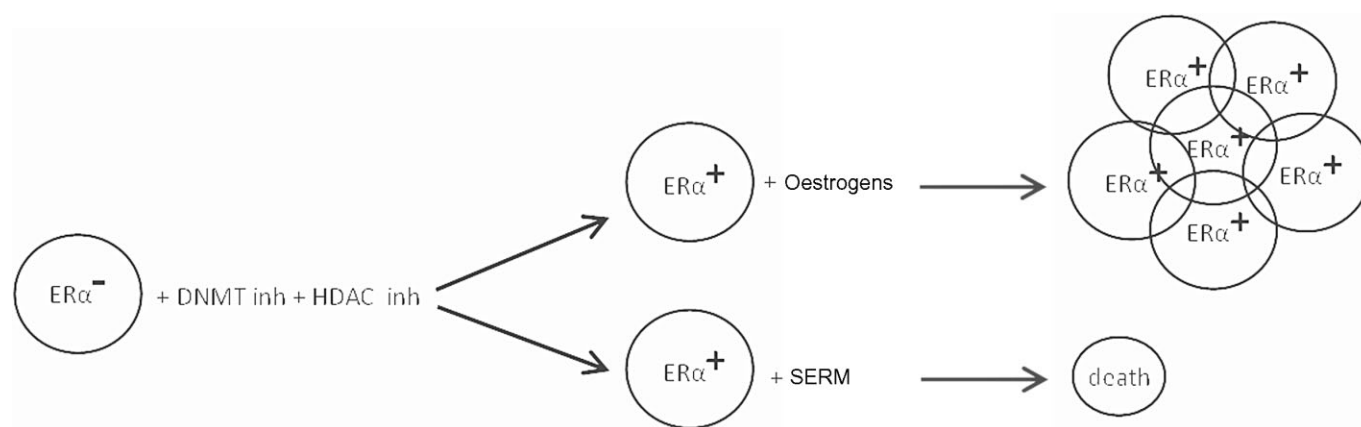 ERα⁻ + DNMT inh + HDAC inh
ERα⁺ + Oestrogens
ERα⁺
ERα⁺
ERα⁺
ERα⁺
ERα⁺
ERα⁺
ERα⁺ + SERM
death